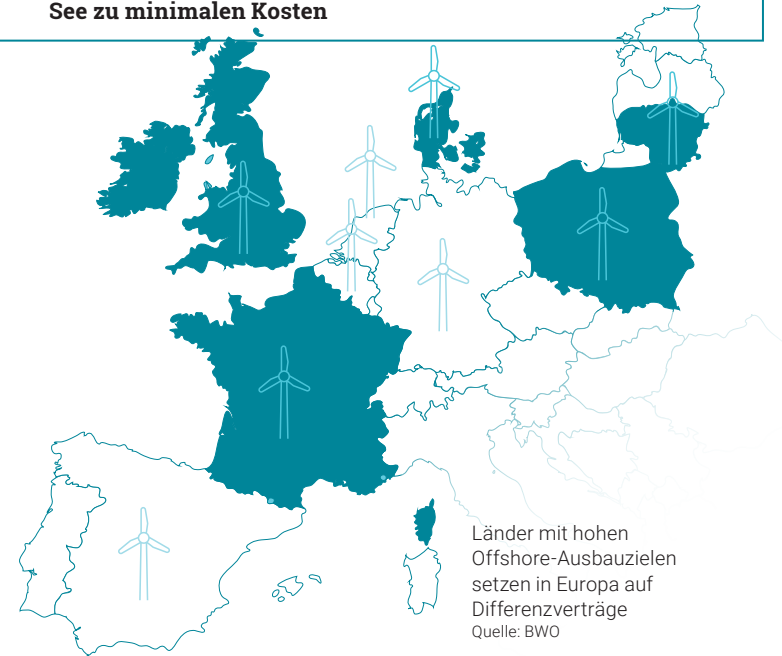 See zu minimalen Kosten
Länder mit hohen
Offshore-Ausbauzielen
setzen in Europa auf
Differenzverträge
Quelle: BWO